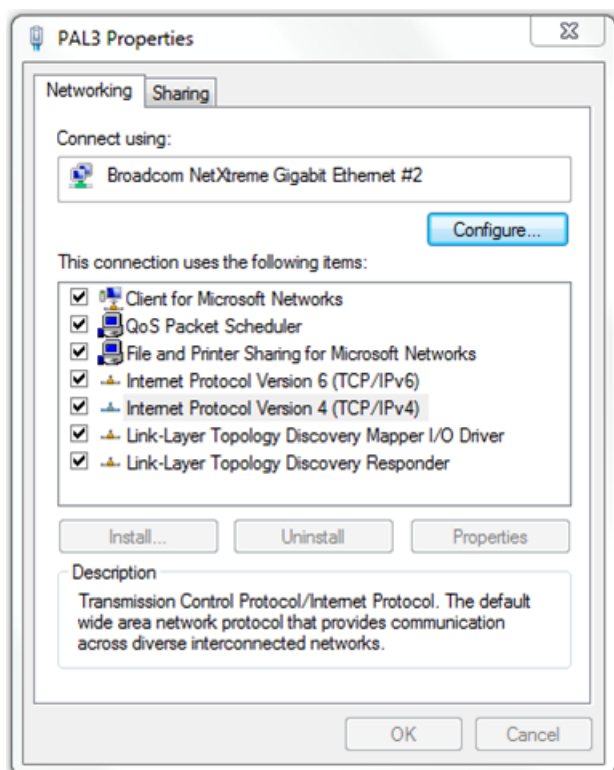 PAL3 Properties
Networking
Sharing
Connect using:
Broadcom NetXtreme Gigabit Ethernet #2
Configure...
This connection uses the following items:
Client for Microsoft Networks
QoS Packet Scheduler
File and Printer Sharing for Microsoft Networks
Internet Protocol Version 6 (TCP/IPv6)
Internet Protocol Version 4 (TCP/IPv4)
Link-Layer Topology Discovery Mapper I/O Driver
Link-Layer Topology Discovery Responder
Install...
Uninstall
Properties
Description
Transmission Control Protocol/Internet Protocol. The default
wide area network protocol that provides communication
across diverse interconnected networks.
OK
Cancel